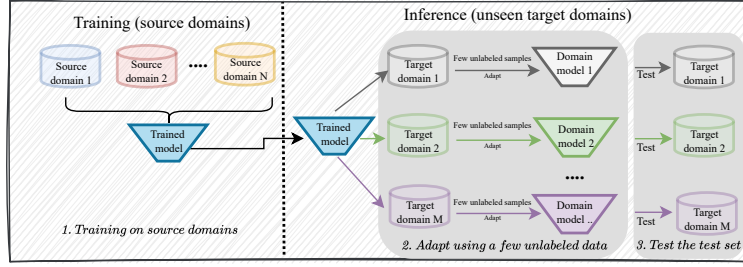 Training (source domains)
Inference (unseen target domains)
Source
domain 1
Source
domain 2
....
Source
domain N
Trained
model
1. Training on source domains
Trained
model
Target
domain 1
Few unlabeled samples
Adapt
Domain
model 1
Test
Target
domain 1
Target
domain 2
Few unlabeled samples
Adapt
Domain
model 2
Test
Target
domain 2
....
Target
domain M
Few unlabeled samples
Adapt
Domain
model ..
Test
Target
domain M
2. Adapt using a few unlabeled data
3. Test the test set